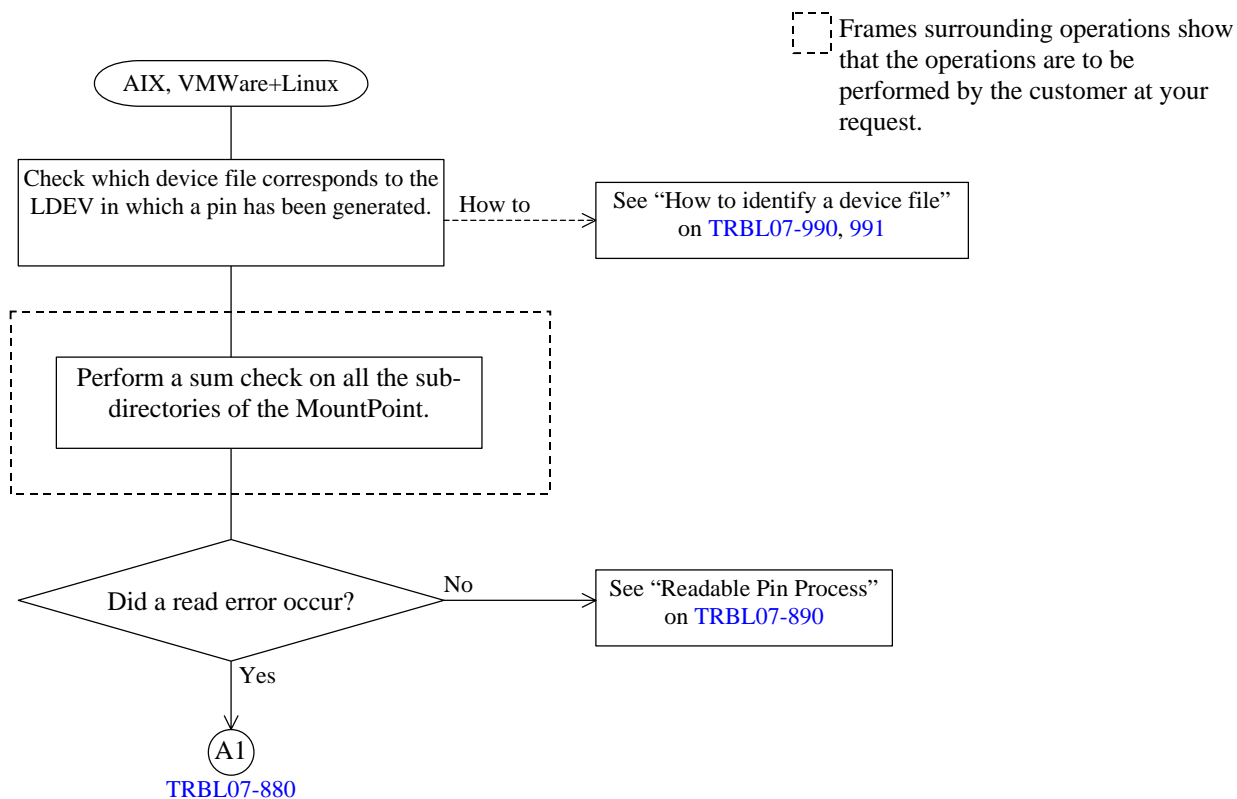 Frames surrounding operations show
that the operations are to be
performed by the customer at your
request.
AIX, VMWare+Linux
Check which device file corresponds to the
LDEV in which a pin has been generated.
How to
See “How to identify a device file”
on TRBL07-990, 991
Perform a sum check on all the sub-
directories of the MountPoint.
Did a read error occur?
No
See “Readable Pin Process”
on TRBL07-890
Yes
A1
TRBL07-880